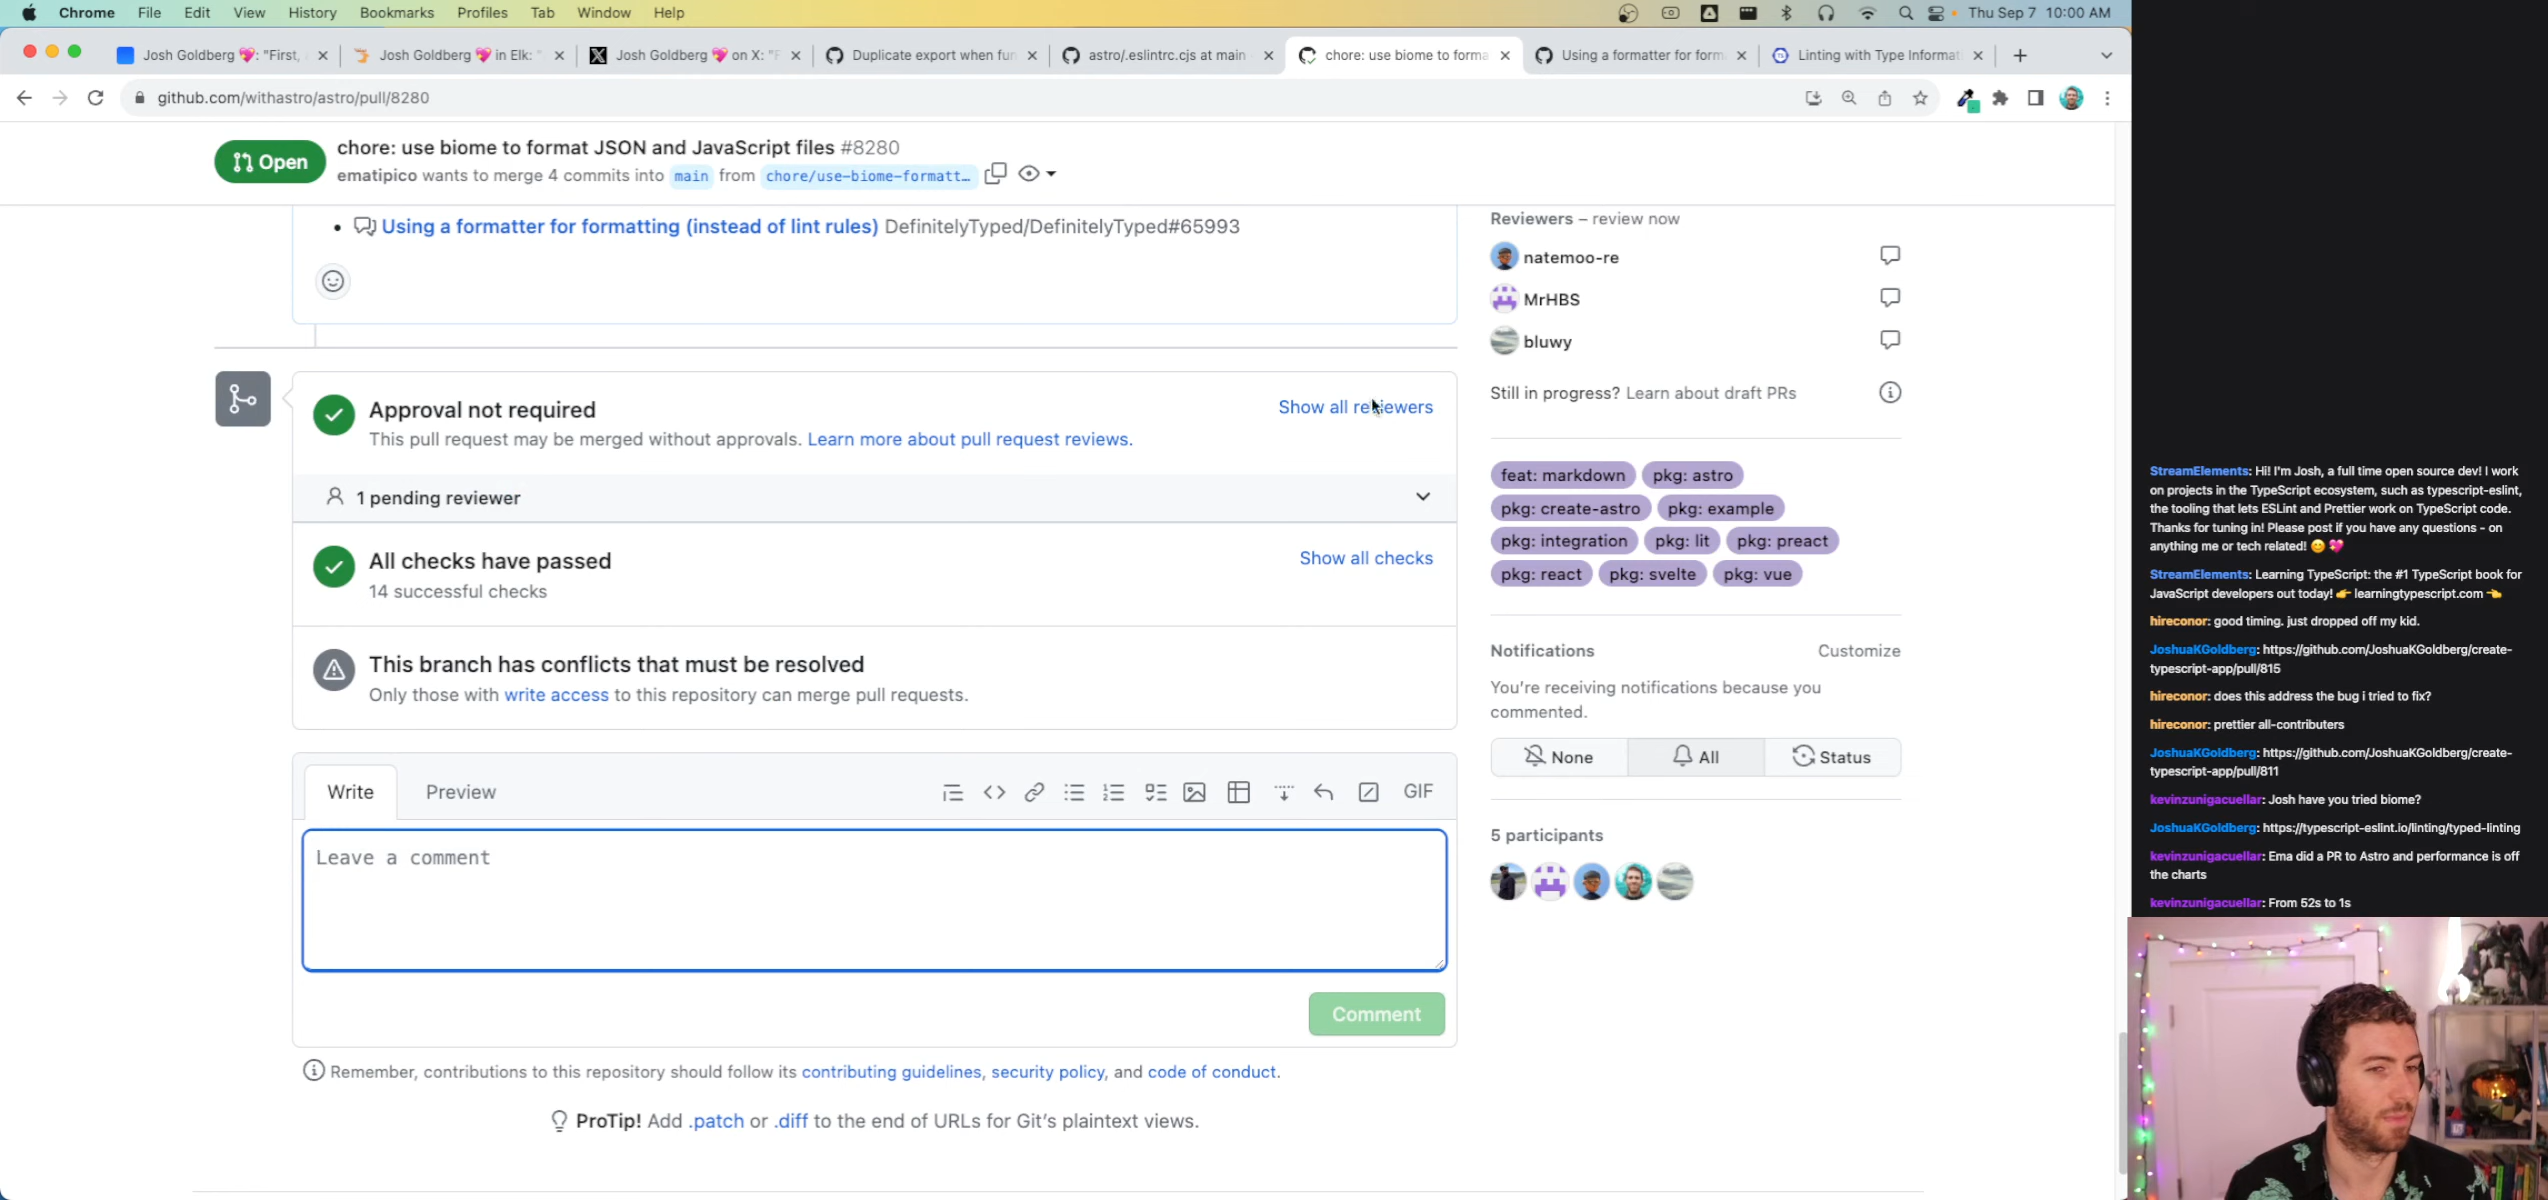 Chrome File Edit View History Bookmarks Profiles Tab Window Help
Thu Sep 7 10:00 AM
Josh Goldberg 💖: "First,
Josh Goldberg 💖 in Elk: "
Josh Goldberg 💖 on X: "F
Duplicate export when fun
astro/.eslintrc.cjs at main
chore: use biome to forma
Using a formatter for form
Linting with Type Informat
github.com/withastro/astro/pull/8280
Open
chore: use biome to format JSON and JavaScript files #8280
ematipico wants to merge 4 commits into main from chore/use-biome-formatt…
Using a formatter for formatting (instead of lint rules) DefinitelyTyped/DefinitelyTyped#65993
Approval not required
Show all reviewers
This pull request may be merged without approvals. Learn more about pull request reviews.
1 pending reviewer
All checks have passed
Show all checks
14 successful checks
This branch has conflicts that must be resolved
Only those with write access to this repository can merge pull requests.
Write Preview
GIF
Leave a comment
Comment
Remember, contributions to this repository should follow its contributing guidelines, security policy, and code of conduct.
ProTip! Add .patch or .diff to the end of URLs for Git's plaintext views.
Reviewers – review now
natemoo-re
MrHBS
bluwy
Still in progress? Learn about draft PRs
feat: markdown pkg: astro
pkg: create-astro pkg: example
pkg: integration pkg: lit pkg: preact
pkg: react pkg: svelte pkg: vue
Notifications Customize
You're receiving notifications because you
commented.
None All Status
5 participants
StreamElements: Hi! I'm Josh, a full time open source dev! I work
on projects in the TypeScript ecosystem, such as typescript-eslint,
the tooling that lets ESLint and Prettier work on TypeScript code.
Thanks for tuning in! Please post if you have any questions - on
anything me or tech related! 😊 💖
StreamElements: Learning TypeScript: the #1 TypeScript book for
JavaScript developers out today! 👉 learningtypescript.com 👈
hireconor: good timing. just dropped off my kid.
JoshuaKGoldberg: https://github.com/JoshuaKGoldberg/create-
typescript-app/pull/815
hireconor: does this address the bug i tried to fix?
hireconor: prettier all-contributers
JoshuaKGoldberg: https://github.com/JoshuaKGoldberg/create-
typescript-app/pull/811
kevinzunigacuellar: Josh have you tried biome?
JoshuaKGoldberg: https://typescript-eslint.io/linting/typed-linting
kevinzunigacuellar: Ema did a PR to Astro and performance is off
the charts
kevinzunigacuellar: From 52s to 1s